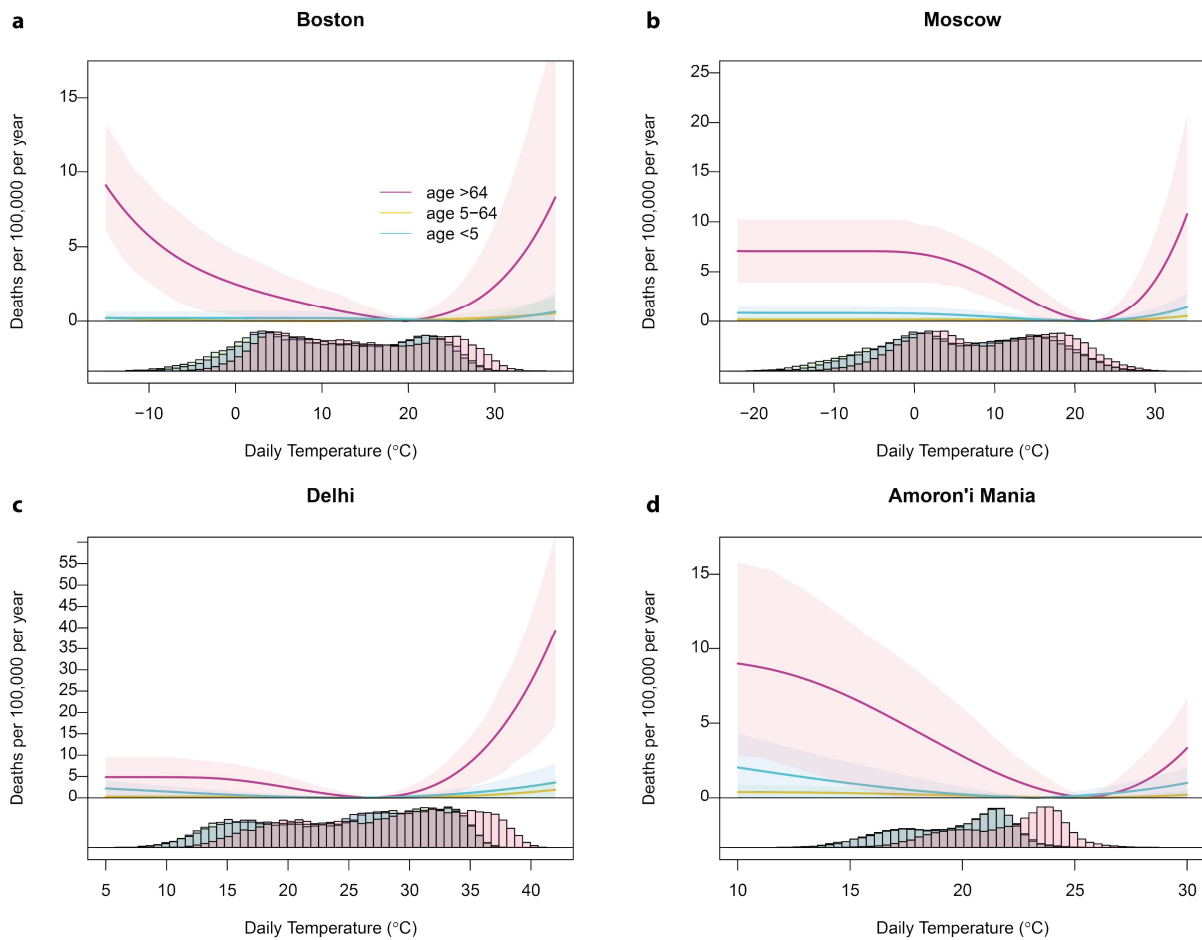 a
Boston
Deaths per 100,000 per year
15
10
5
0
age >64
age 5−64
age <5
−10 0 10 20 30
Daily Temperature (°C)
b
Moscow
Deaths per 100,000 per year
25
20
15
10
5
0
−20 −10 0 10 20 30
Daily Temperature (°C)
c
Delhi
Deaths per 100,000 per year
55
50
45
40
35
30
25
20
15
10
5
0
5 10 15 20 25 30 35 40
Daily Temperature (°C)
d
Amoron'i Mania
Deaths per 100,000 per year
15
10
5
0
10 15 20 25 30
Daily Temperature (°C)